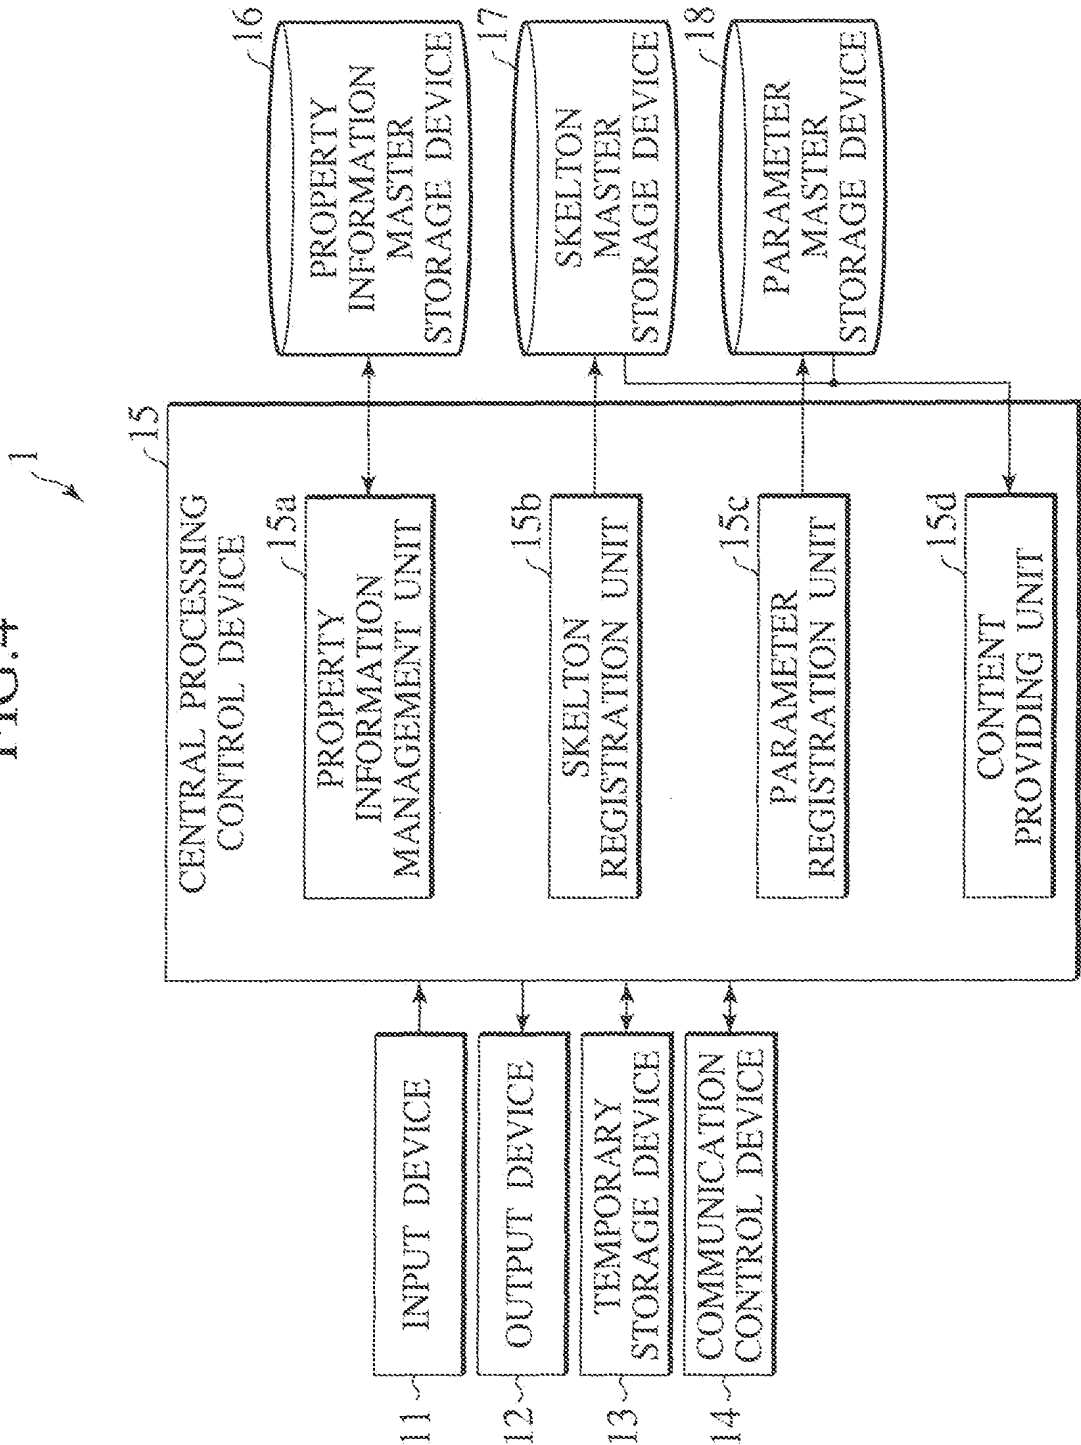 FIG.4
1
15
CENTRAL PROCESSING
CONTROL DEVICE
11
INPUT DEVICE
12
OUTPUT DEVICE
13
TEMPORARY
STORAGE DEVICE
14
COMMUNICATION
CONTROL DEVICE
15a
PROPERTY
INFORMATION
MANAGEMENT UNIT
15b
SKELTON
REGISTRATION UNIT
15c
PARAMETER
REGISTRATION UNIT
15d
CONTENT
PROVIDING UNIT
16
PROPERTY
INFORMATION
MASTER
STORAGE DEVICE
17
SKELTON
MASTER
STORAGE DEVICE
18
PARAMETER
MASTER
STORAGE DEVICE